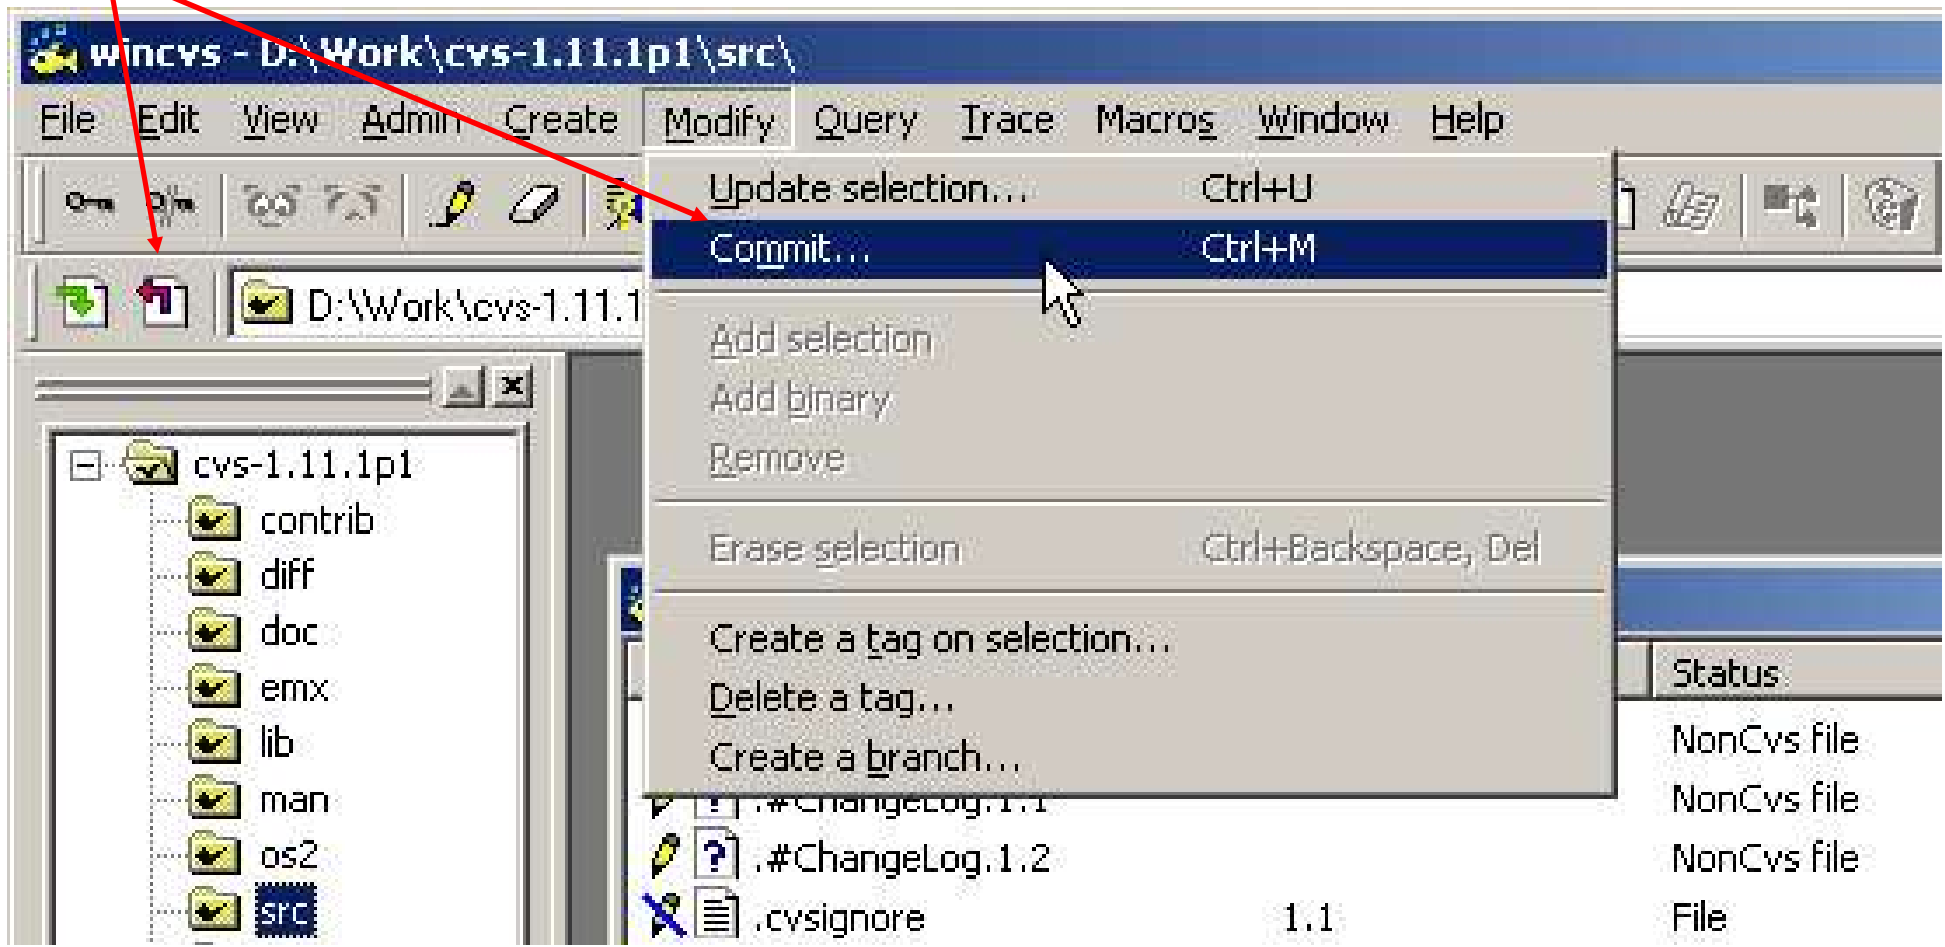 wincvs - D:\Work\cvs-1.11.1p1\src\
File Edit View Admin Create Modify Query Trace Macros Window Help
Update selection... Ctrl+U
Commit... Ctrl+M
D:\Work\cvs-1.11.1
Add selection
Add binary
Remove
Erase selection Ctrl+Backspace, Del
Create a tag on selection...
Delete a tag...
Create a branch...
cvs-1.11.1p1
contrib
diff
doc
emx
lib
man
os2
src
Status
NonCvs file
.#ChangeLog.1.1 NonCvs file
.#ChangeLog.1.2 NonCvs file
.cvsignore 1.1 File